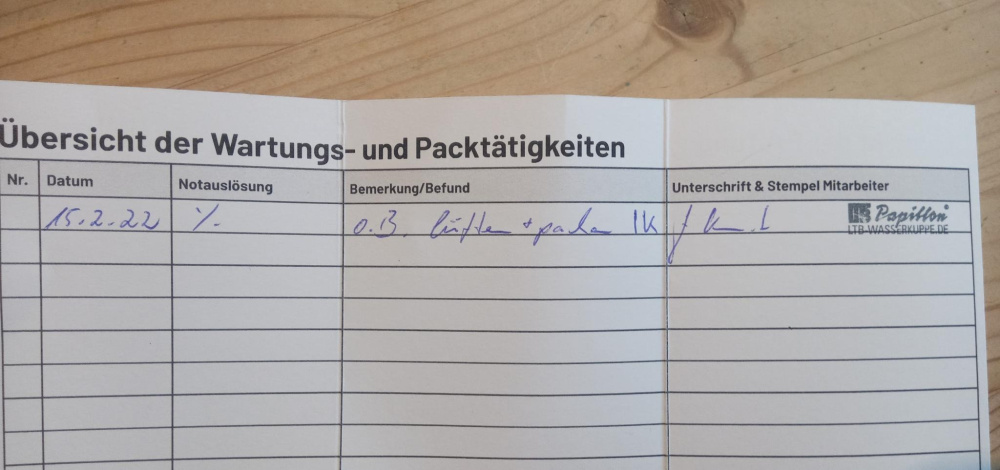 Übersicht der Wartungs- und Packtätigkeiten
Nr. Datum Notauslösung Bemerkung/Befund Unterschrift & Stempel Mitarbeiter
15.2.22 ./. o.B. lüften + packen IK Papillon
LTB-WASSERKUPPE.DE